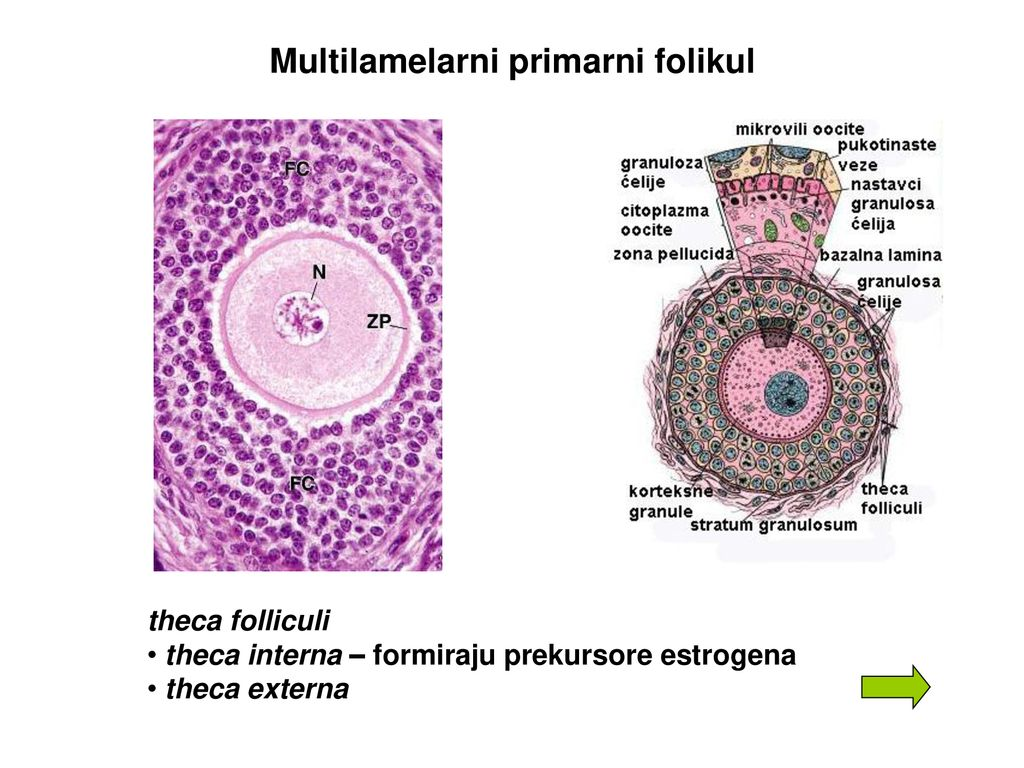 Multilamelarni primarni folikul
FC
N
ZP
FC
mikrovili oocite
pukotinaste
veze
granuloza
ćelije
nastavci
granulosa
ćelija
citoplazma
oocite
zona pellucida
bazalna lamina
granulosa
ćelije
korteksne
granule
theca
folliculi
stratum granulosum
theca folliculi
• theca interna – formiraju prekursore estrogena
• theca externa